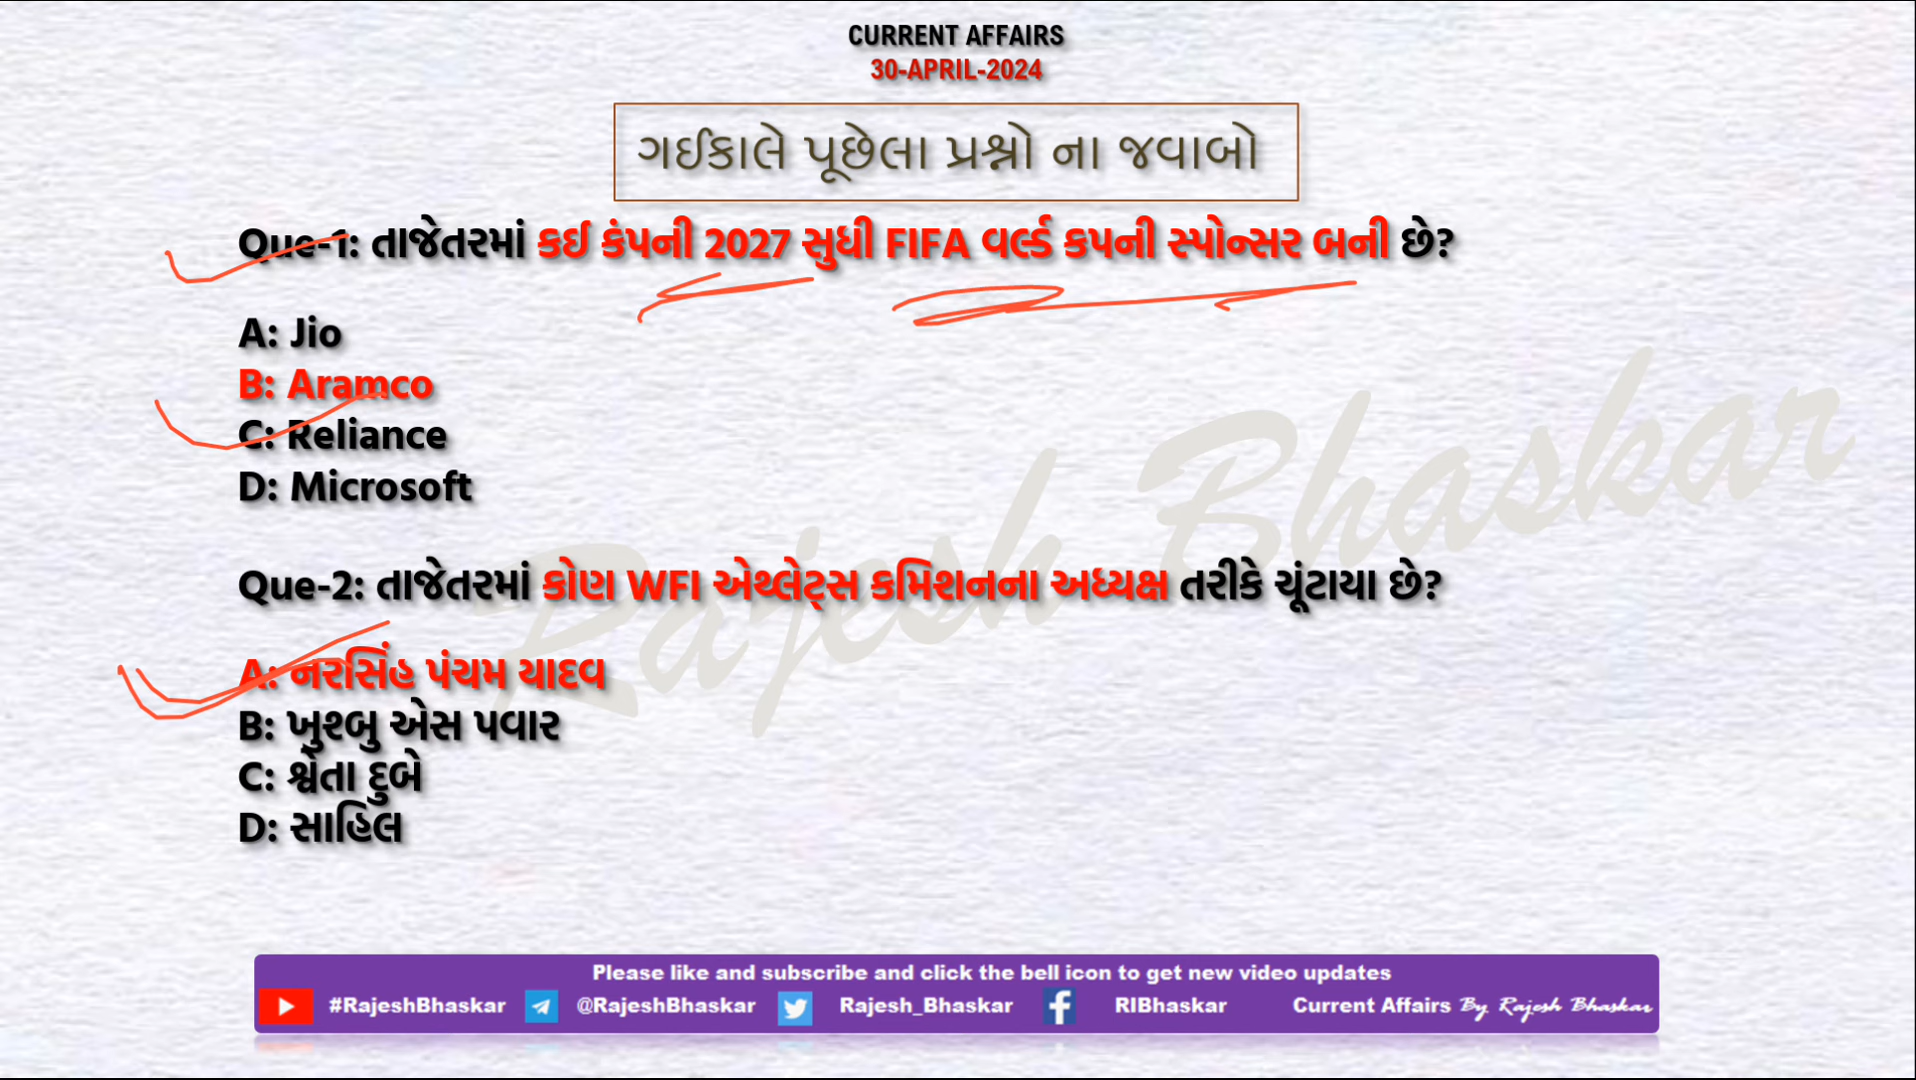 CURRENT AFFAIRS
30-APRIL-2024
ગઈકાલે પૂછેલા પ્રશ્નો ના જવાબો
Que-1: તાજેતરમાં કઈ કંપની 2027 સુધી FIFA વર્લ્ડ કપની સ્પોન્સર બની છે?
A: Jio
B: Aramco
C: Reliance
D: Microsoft
Que-2: તાજેતરમાં કોણ WFI એથ્લેટ્સ કમિશનના અધ્યક્ષ તરીકે ચૂંટાયા છે?
A: નરસિંહ પંચમ યાદવ
B: ખુશ્બુ એસ પવાર
C: શ્વેતા દુબે
D: સાહિલ
Rajesh Bhaskar
Please like and subscribe and click the bell icon to get new video updates
#RajeshBhaskar @RajeshBhaskar Rajesh_Bhaskar RIBhaskar Current Affairs By Rajesh Bhaskar